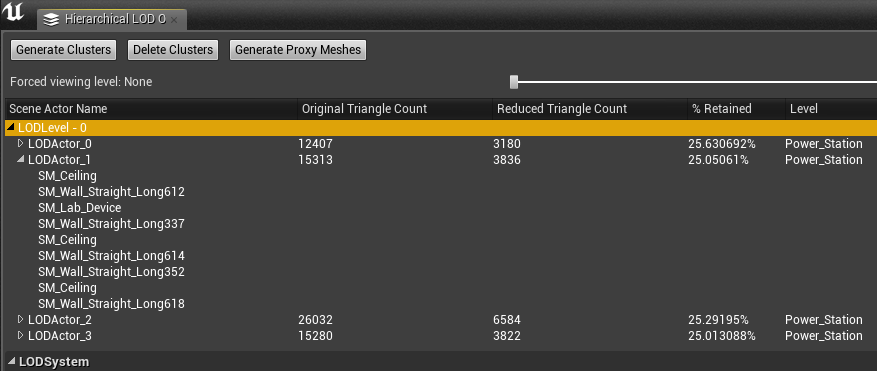 Hierarchical LOD O
Generate Clusters Delete Clusters Generate Proxy Meshes
Forced viewing level: None
Scene Actor Name Original Triangle Count Reduced Triangle Count % Retained Level
LODLevel - 0
LODActor_0 12407 3180 25.630692% Power_Station
LODActor_1 15313 3836 25.05061% Power_Station
SM_Ceiling
SM_Wall_Straight_Long612
SM_Lab_Device
SM_Wall_Straight_Long337
SM_Ceiling
SM_Wall_Straight_Long614
SM_Wall_Straight_Long352
SM_Ceiling
SM_Wall_Straight_Long618
LODActor_2 26032 6584 25.29195% Power_Station
LODActor_3 15280 3822 25.013088% Power_Station
LODSystem